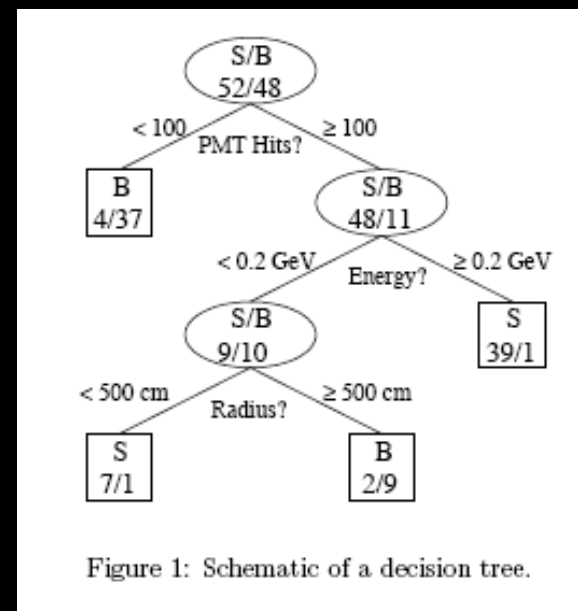 S/B
52/48
< 100
≥ 100
PMT Hits?
B
4/37
S/B
48/11
< 0.2 GeV
≥ 0.2 GeV
Energy?
S/B
9/10
S
39/1
< 500 cm
≥ 500 cm
Radius?
S
7/1
B
2/9
Figure 1: Schematic of a decision tree.